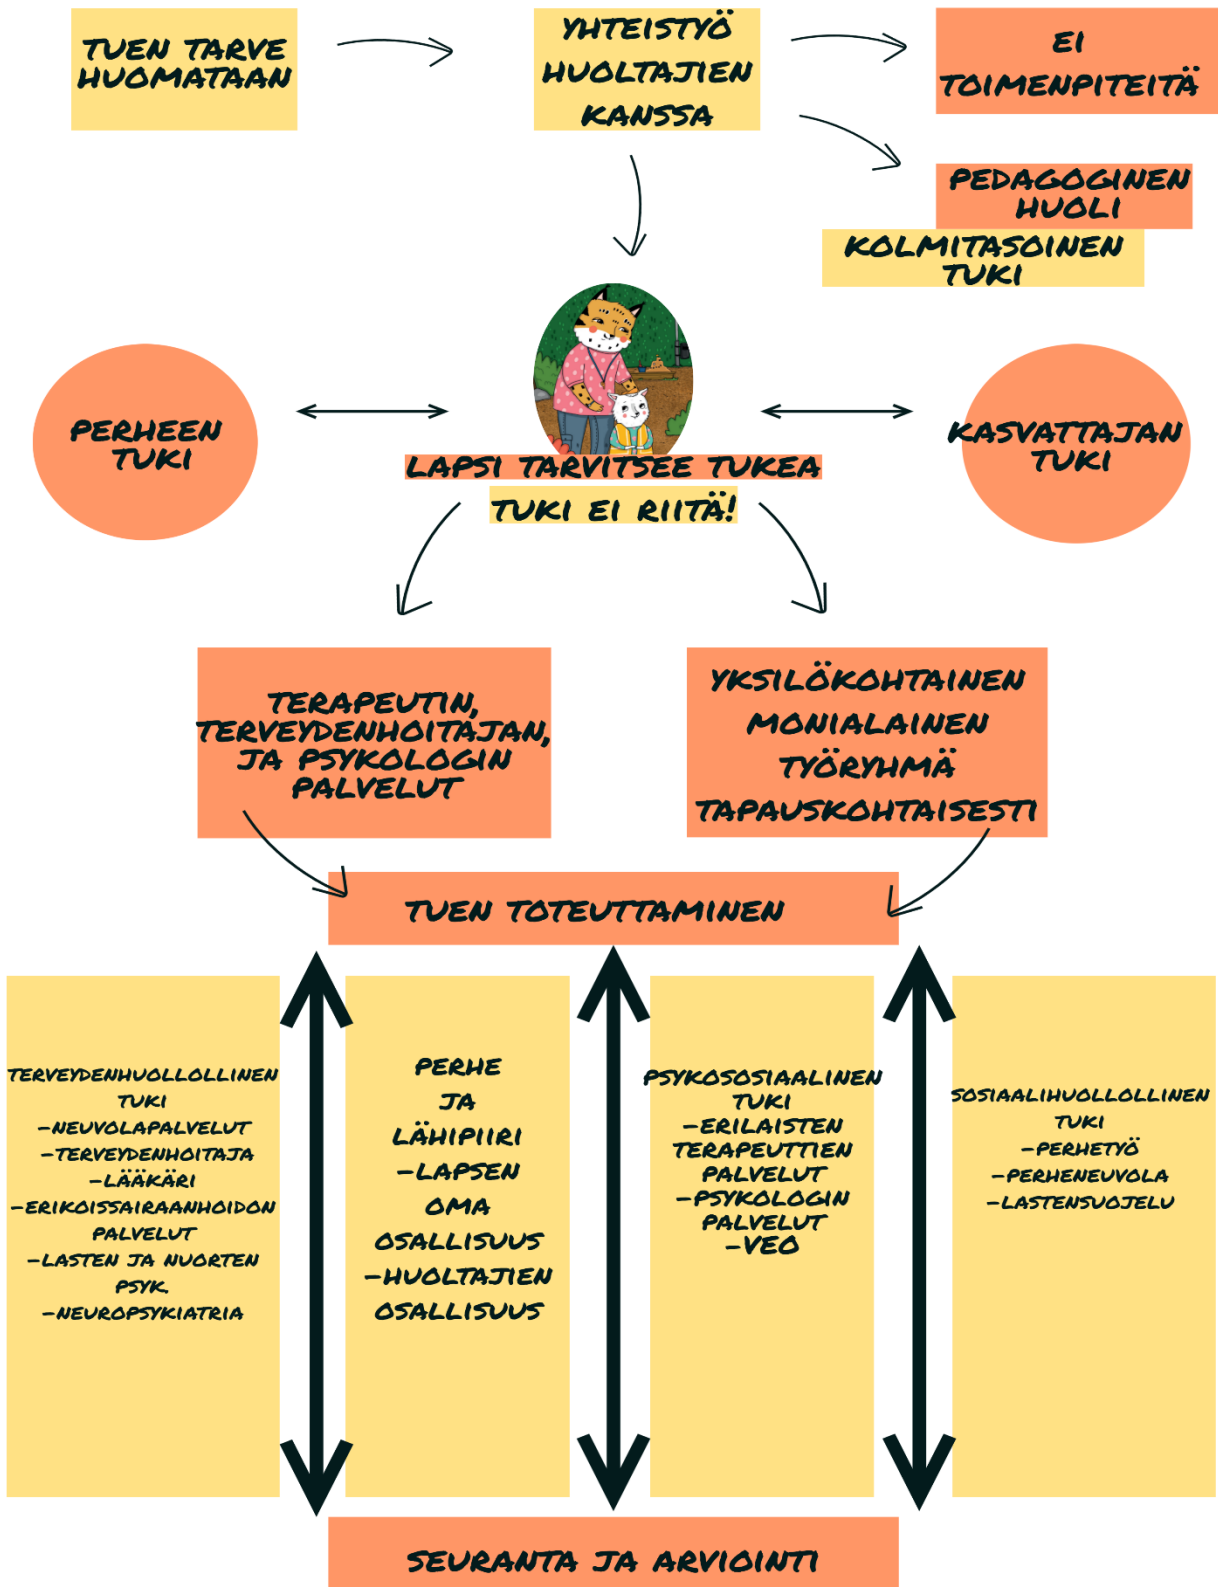 TUEN TARVE
HUOMATAAN
YHTEISTYÖ
HUOLTAJIEN
KANSSA
EI
TOIMENPITEITÄ
PEDAGOGINEN
HUOLI
KOLMITASOINEN
TUKI
PERHEEN
TUKI
KASVATTAJAN
TUKI
LAPSI TARVITSEE TUKEA
TUKI EI RIITÄ!
TERAPEUTIN,
TERVEYDENHOITAJAN,
JA PSYKOLOGIN
PALVELUT
YKSILÖKOHTAINEN
MONIALAINEN
TYÖRYHMÄ
TAPAUSKOHTAISESTI
TUEN TOTEUTTAMINEN
TERVEYDENHUOLLOLLINEN
TUKI
-NEUVOLAPALVELUT
-TERVEYDENHOITAJA
-LÄÄKÄRI
-ERIKOISSAIRAANHOIDON
PALVELUT
-LASTEN JA NUORTEN
PSYK.
-NEUROPSYKIATRIA
PERHE
JA
LÄHIPIIRI
-LAPSEN
OMA
OSALLISUUS
-HUOLTAJIEN
OSALLISUUS
PSYKOSOSIAALINEN
TUKI
-ERILAISTEN
TERAPEUTTIEN
PALVELUT
-PSYKOLOGIN
PALVELUT
-VEO
SOSIAALIHUOLLOLLINEN
TUKI
-PERHETYÖ
-PERHENEUVOLA
-LASTENSUOJELU
SEURANTA JA ARVIOINTI